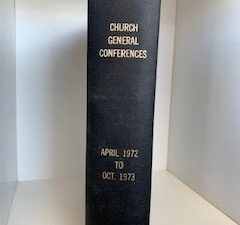 CHURCH
GENERAL
CONFERENCES
APRIL 1972
TO
OCT. 1973